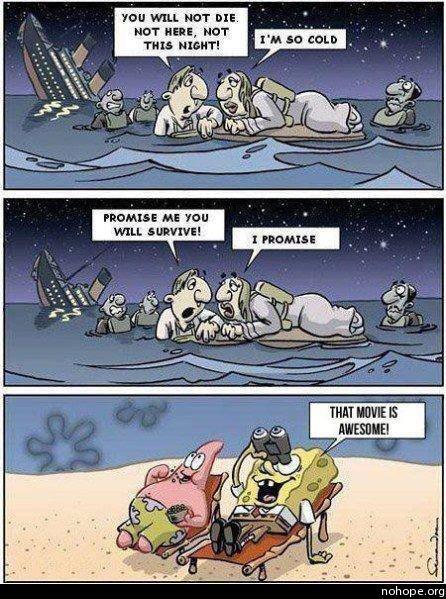 YOU WILL NOT DIE.
NOT HERE, NOT
THIS NIGHT!
I'M SO COLD
PROMISE ME YOU
WILL SURVIVE!
I PROMISE
THAT MOVIE IS
AWESOME!
nohope.org